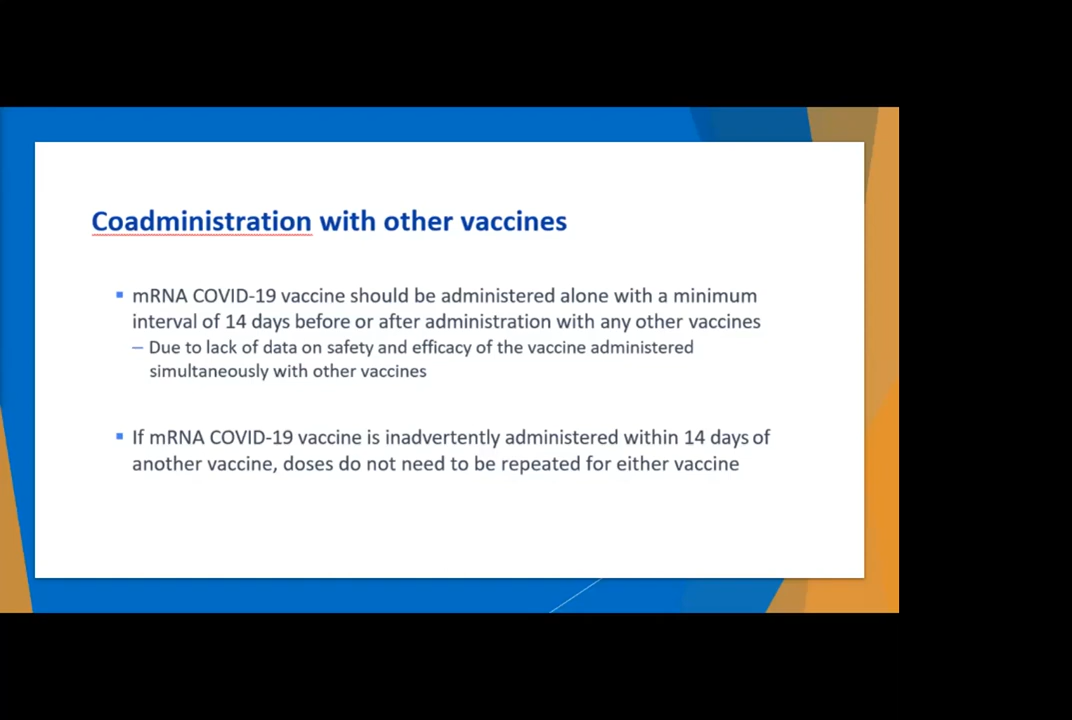 Coadministration with other vaccines
▪ mRNA COVID-19 vaccine should be administered alone with a minimum
interval of 14 days before or after administration with any other vaccines
– Due to lack of data on safety and efficacy of the vaccine administered
simultaneously with other vaccines
▪ If mRNA COVID-19 vaccine is inadvertently administered within 14 days of
another vaccine, doses do not need to be repeated for either vaccine